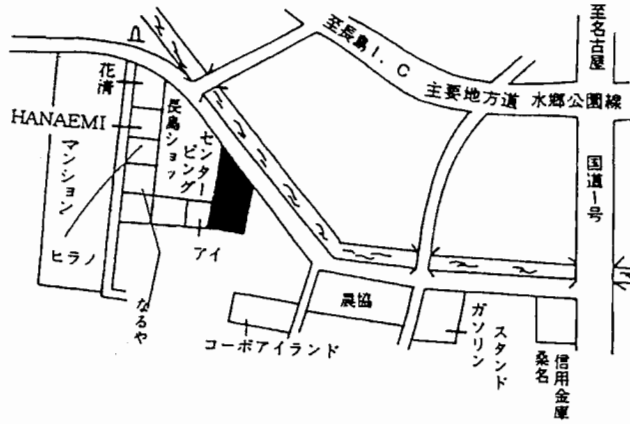 至名古屋
至長島I.C
主要地方道 水郷公園線
国道1号
花清
HANAEMI
マンション
ヒラノ
なるや
長島ショッ
ピング
センター
アイ
コーポアイランド
農協
ガソリン
スタンド
桑名
信用金庫